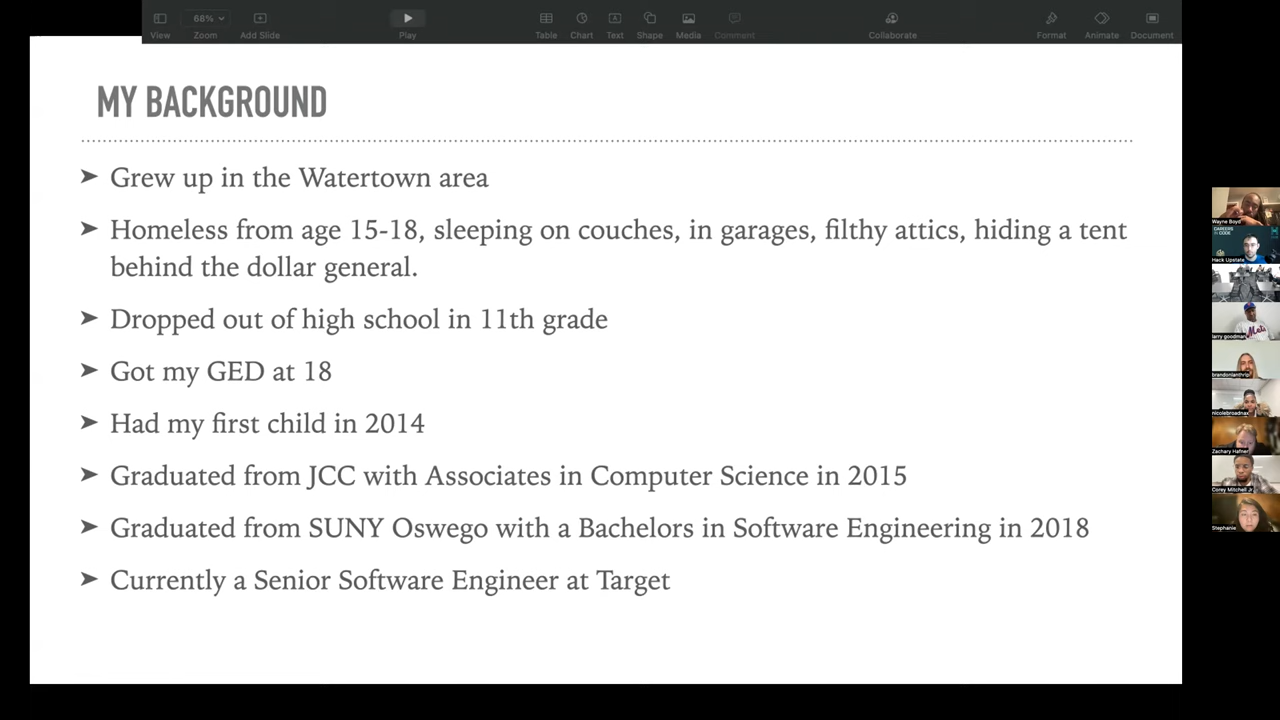 View
68%
Zoom
Add Slide
Play
Table
Chart
Text
Shape
Media
Comment
Collaborate
Format
Animate
Document
MY BACKGROUND
➤ Grew up in the Watertown area
➤ Homeless from age 15-18, sleeping on couches, in garages, filthy attics, hiding a tent
behind the dollar general.
➤ Dropped out of high school in 11th grade
➤ Got my GED at 18
➤ Had my first child in 2014
➤ Graduated from JCC with Associates in Computer Science in 2015
➤ Graduated from SUNY Oswego with a Bachelors in Software Engineering in 2018
➤ Currently a Senior Software Engineer at Target
Wayne Boyd
CAREERS
IN CODE
Hack Upstate
Mets
larry goodman
nicolebroadnax
Zachary Hafner
Corey Mitchell Jr
Stephanie